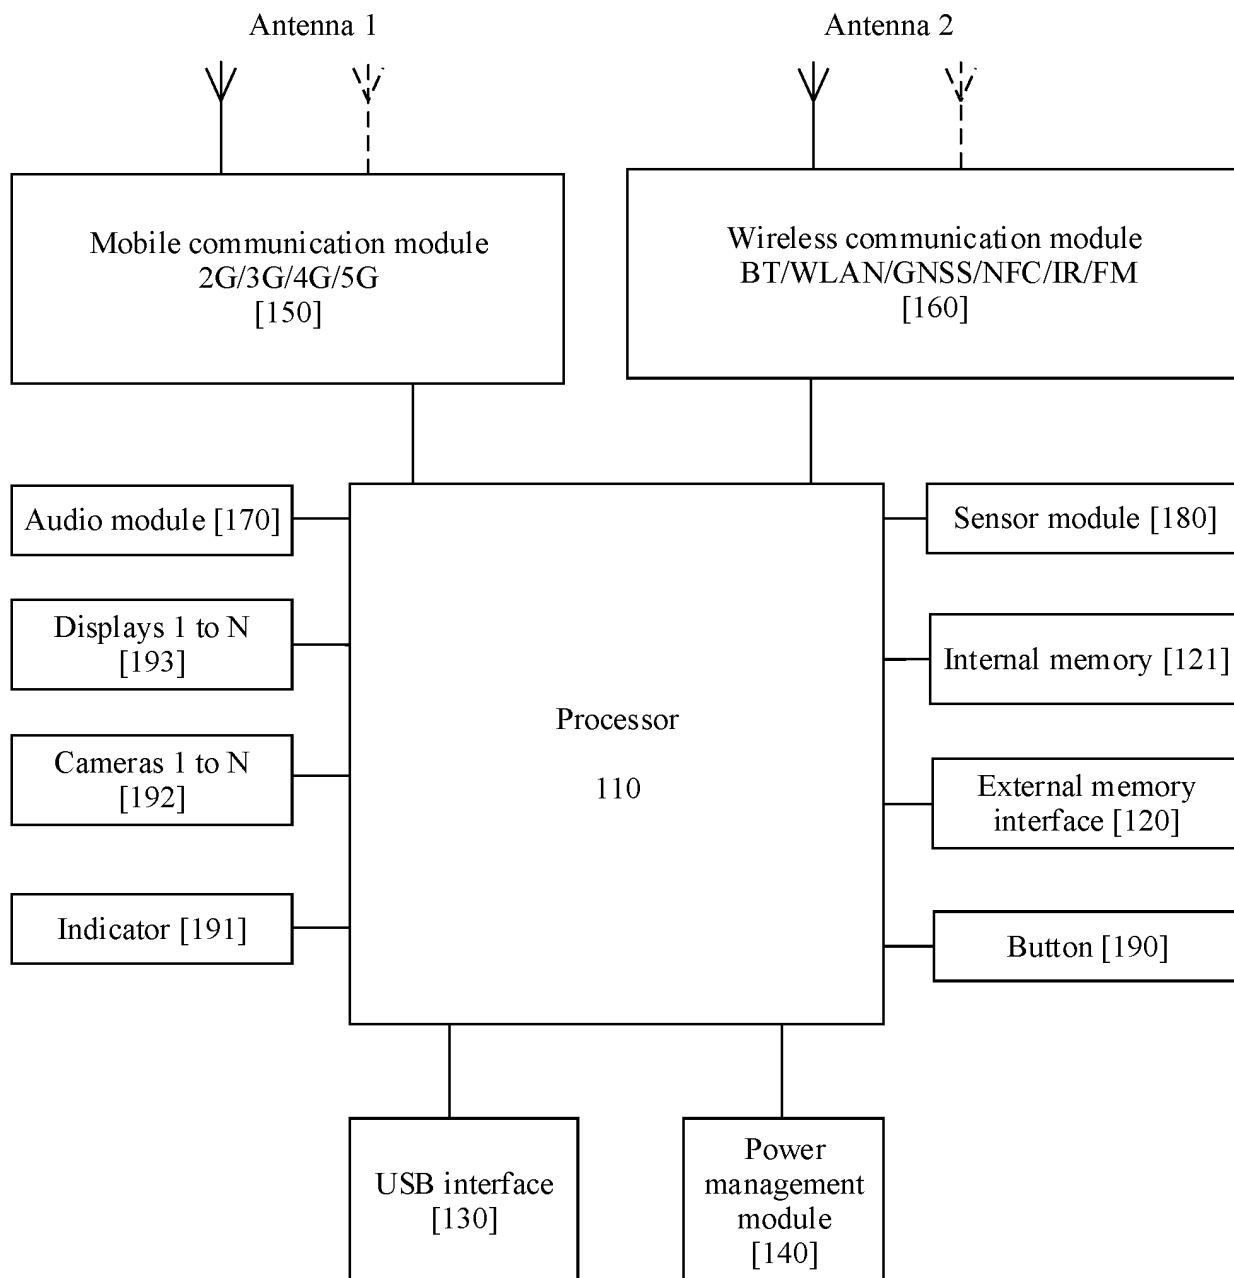 Antenna 1
Antenna 2
Mobile communication module
2G/3G/4G/5G
[150]
Wireless communication module
BT/WLAN/GNSS/NFC/IR/FM
[160]
Audio module [170]
Displays 1 to N
[193]
Cameras 1 to N
[192]
Indicator [191]
Processor
110
Sensor module [180]
Internal memory [121]
External memory
interface [120]
Button [190]
USB interface
[130]
Power
management
module
[140]